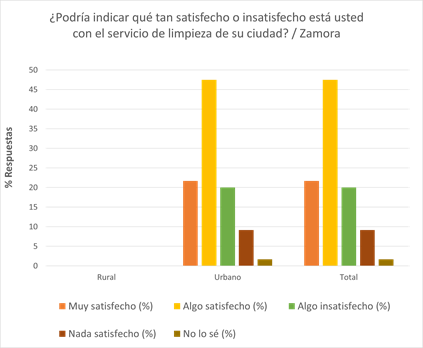 ¿Podría indicar qué tan satisfecho o insatisfecho está usted
con el servicio de limpieza de su ciudad? / Zamora
% Respuestas
50
45
40
35
30
25
20
15
10
5
0
Rural Urbano Total
Muy satisfecho (%) Algo satisfecho (%) Algo insatisfecho (%)
Nada satisfecho (%) No lo sé (%)